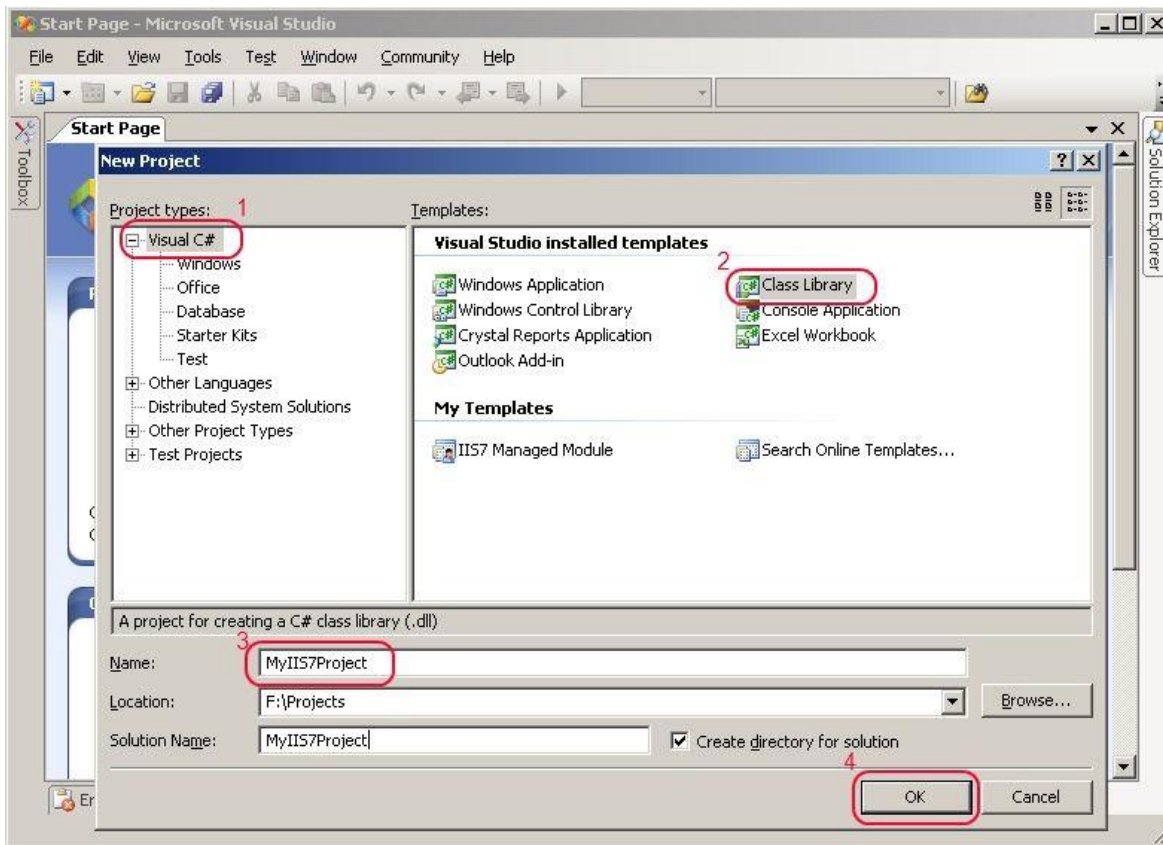 Start Page - Microsoft Visual Studio
File Edit View Tools Test Window Community Help
Toolbox
Start Page
Solution Explorer
New Project
Project types: 1
Templates:
Visual C#
Windows
Office
Database
Starter Kits
Test
Other Languages
Distributed System Solutions
Other Project Types
Test Projects
Visual Studio installed templates
2
Windows Application
Class Library
Windows Control Library
Console Application
Crystal Reports Application
Excel Workbook
Outlook Add-in
My Templates
IIS7 Managed Module
Search Online Templates...
A project for creating a C# class library (.dll)
3
Name: MyIIS7Project
Location: F:\Projects Browse...
Solution Name: MyIIS7Project Create directory for solution
4
OK Cancel
Er